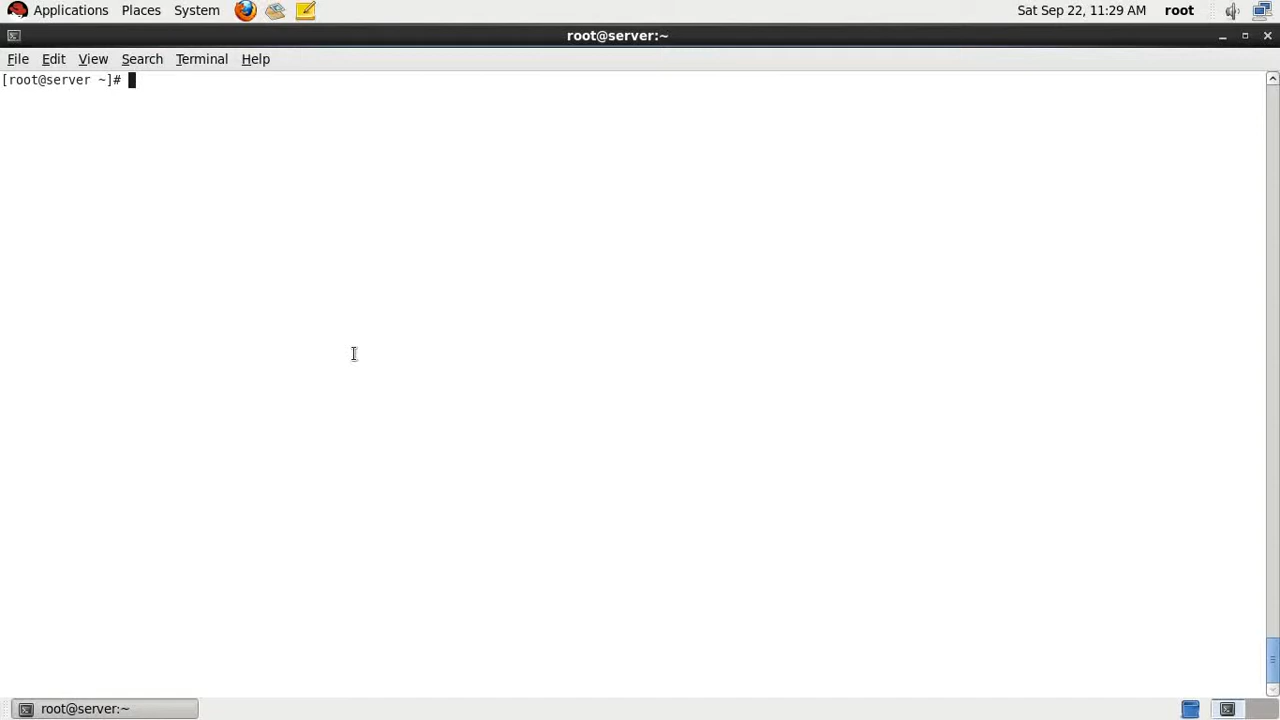 Applications Places System Sat Sep 22, 11:29 AM root
root@server:~
File Edit View Search Terminal Help
[root@server ~]#
root@server:~